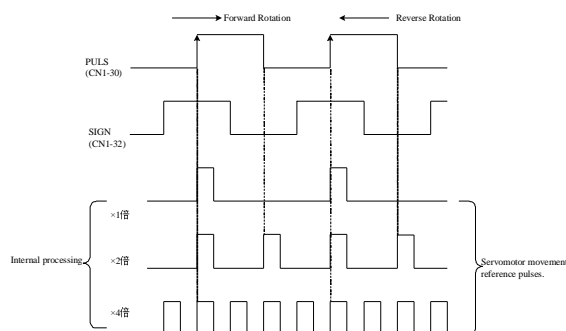 Forward Rotation
Reverse Rotation
PULS
(CN1-30)
SIGN
(CN1-32)
×1倍
Internal processing
×2倍
Servomotor movement
reference pulses.
×4倍